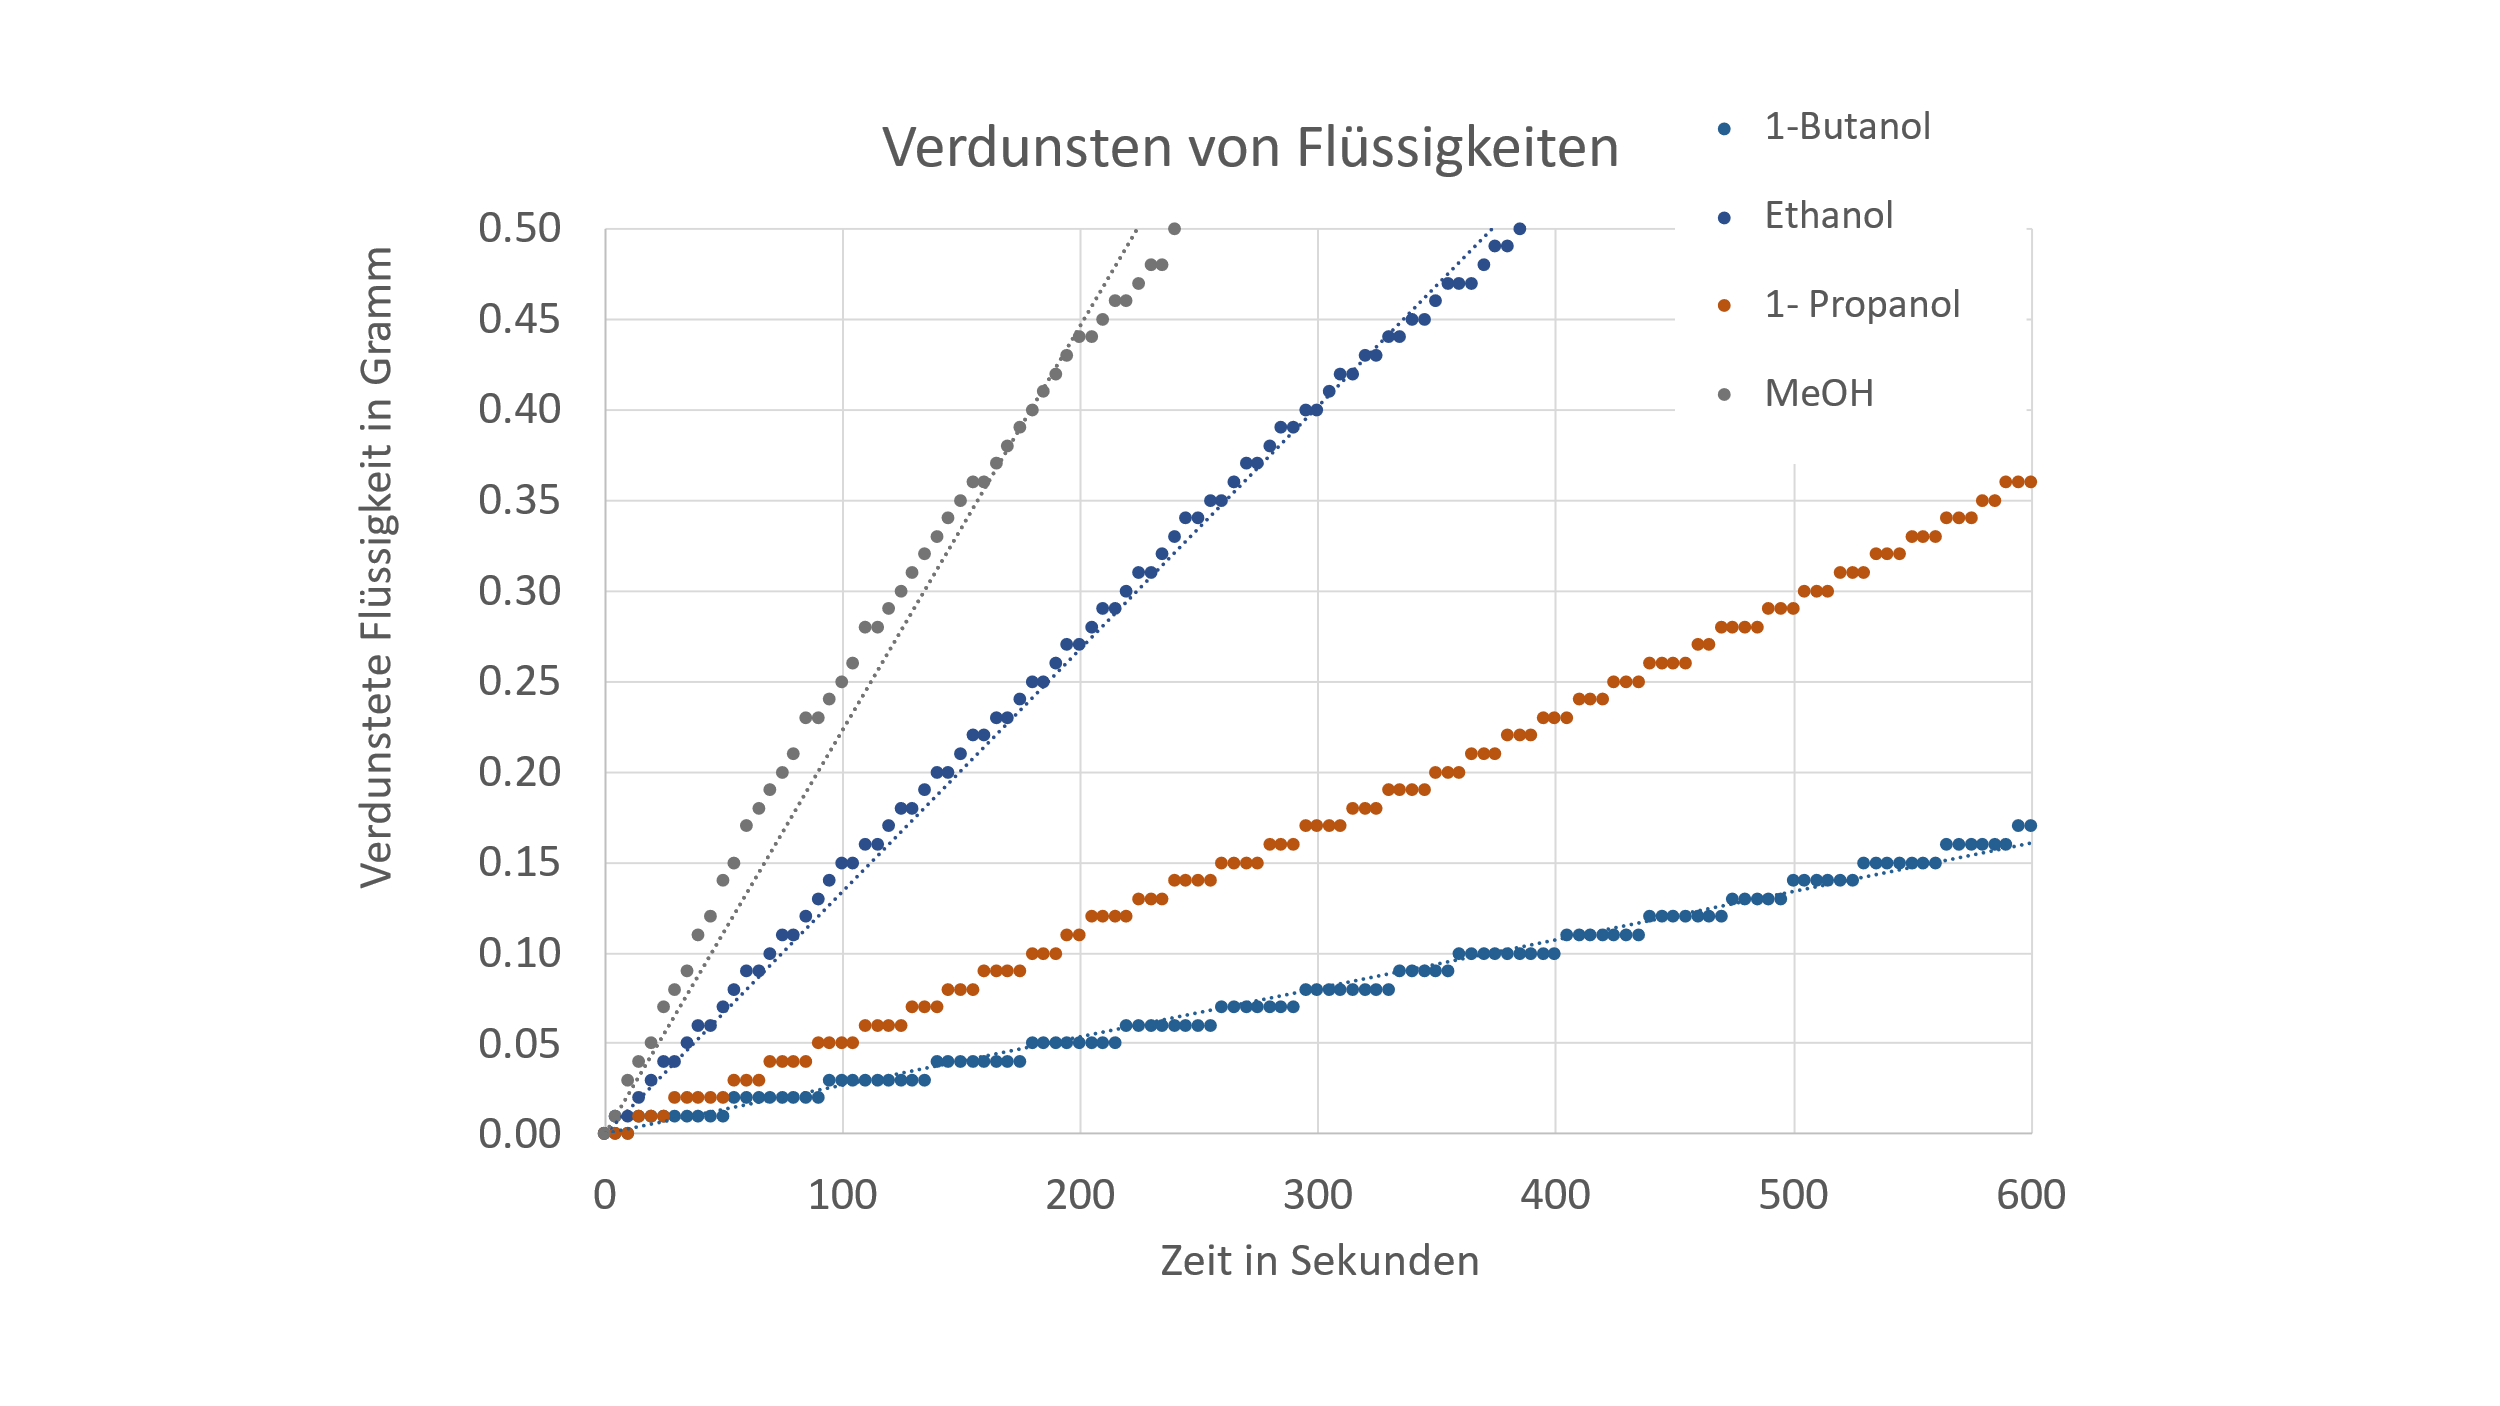 Verdunsten von Flüssigkeiten
1-Butanol
Ethanol
1- Propanol
MeOH
Verdunstete Flüssigkeit in Gramm
0.50
0.45
0.40
0.35
0.30
0.25
0.20
0.15
0.10
0.05
0.00
0 100 200 300 400 500 600
Zeit in Sekunden